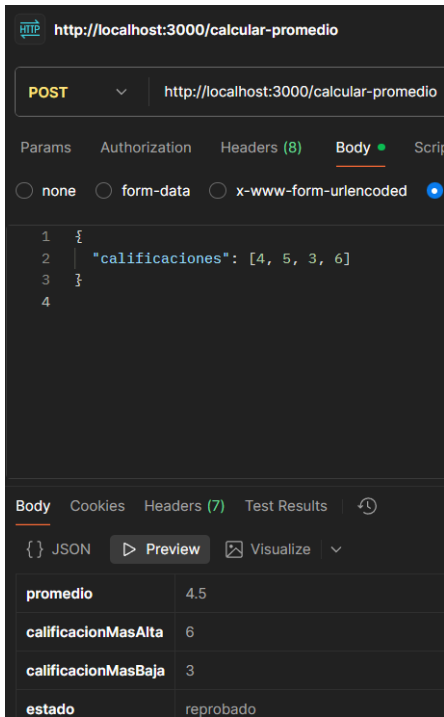 HTTP http://localhost:3000/calcular-promedio
POST http://localhost:3000/calcular-promedio
Params Authorization Headers (8) Body Scrip
none form-data x-www-form-urlencoded
1 {
2 "calificaciones": [4, 5, 3, 6]
3 }
4
Body Cookies Headers (7) Test Results
{} JSON Preview Visualize
promedio 4.5
calificacionMasAlta 6
calificacionMasBaja 3
estado reprobado